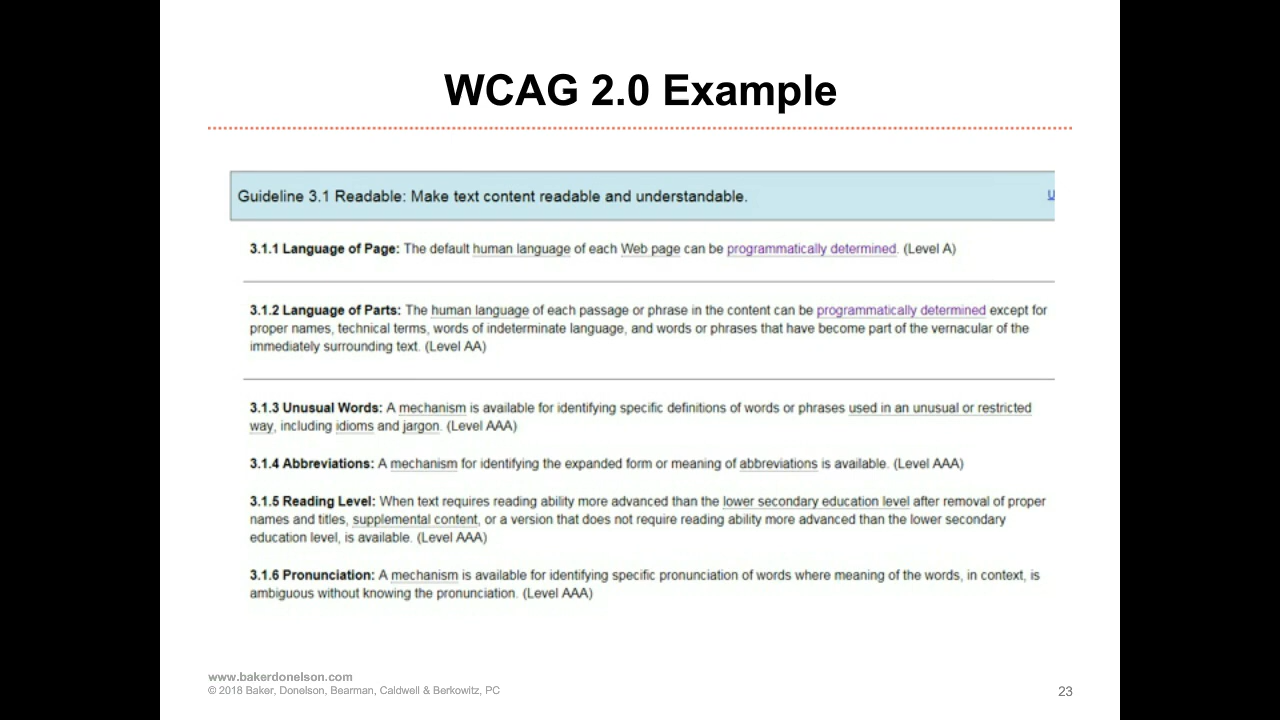 WCAG 2.0 Example
Guideline 3.1 Readable: Make text content readable and understandable.
U
3.1.1 Language of Page: The default human language of each Web page can be programmatically determined. (Level A)
3.1.2 Language of Parts: The human language of each passage or phrase in the content can be programmatically determined except for
proper names, technical terms, words of indeterminate language, and words or phrases that have become part of the vernacular of the
immediately surrounding text. (Level AA)
3.1.3 Unusual Words: A mechanism is available for identifying specific definitions of words or phrases used in an unusual or restricted
way, including idioms and jargon. (Level AAA)
3.1.4 Abbreviations: A mechanism for identifying the expanded form or meaning of abbreviations is available. (Level AAA)
3.1.5 Reading Level: When text requires reading ability more advanced than the lower secondary education level after removal of proper
names and titles, supplemental content, or a version that does not require reading ability more advanced than the lower secondary
education level, is available. (Level AAA)
3.1.6 Pronunciation: A mechanism is available for identifying specific pronunciation of words where meaning of the words, in context, is
ambiguous without knowing the pronunciation. (Level AAA)
www.bakerdonelson.com
© 2018 Baker, Donelson, Bearman, Caldwell & Berkowitz, PC
23